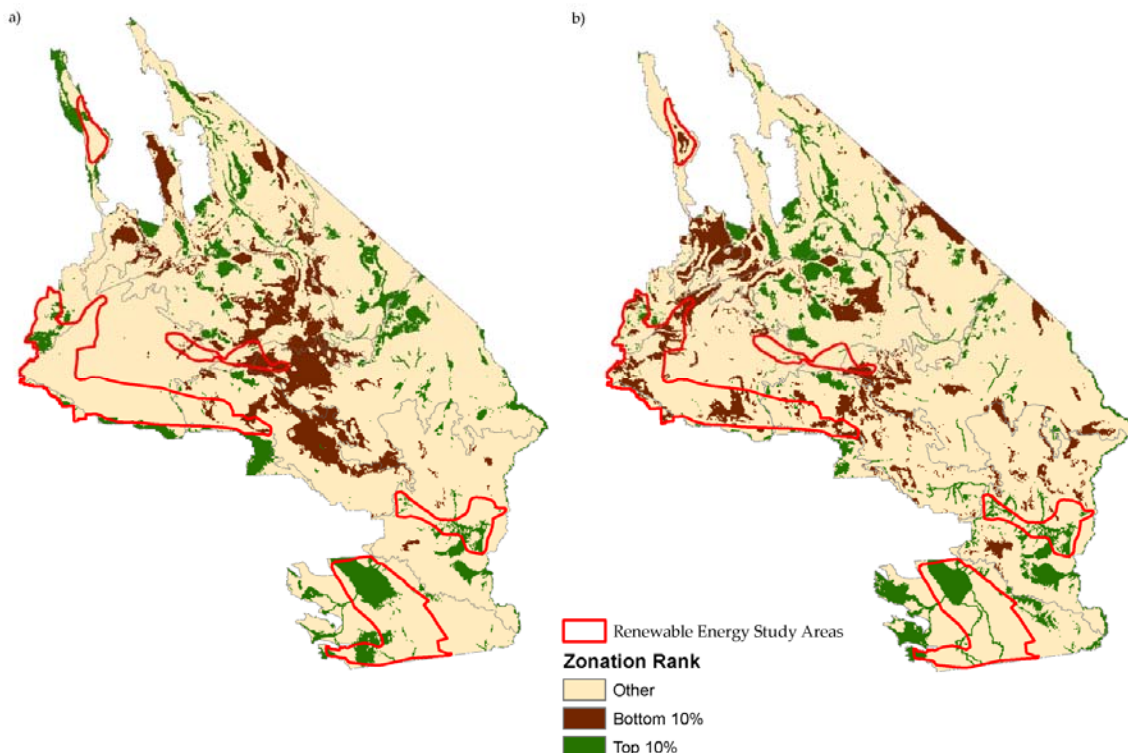 a)
b)
Renewable Energy Study Areas
Zonation Rank
Other
Bottom 10%
Top 10%